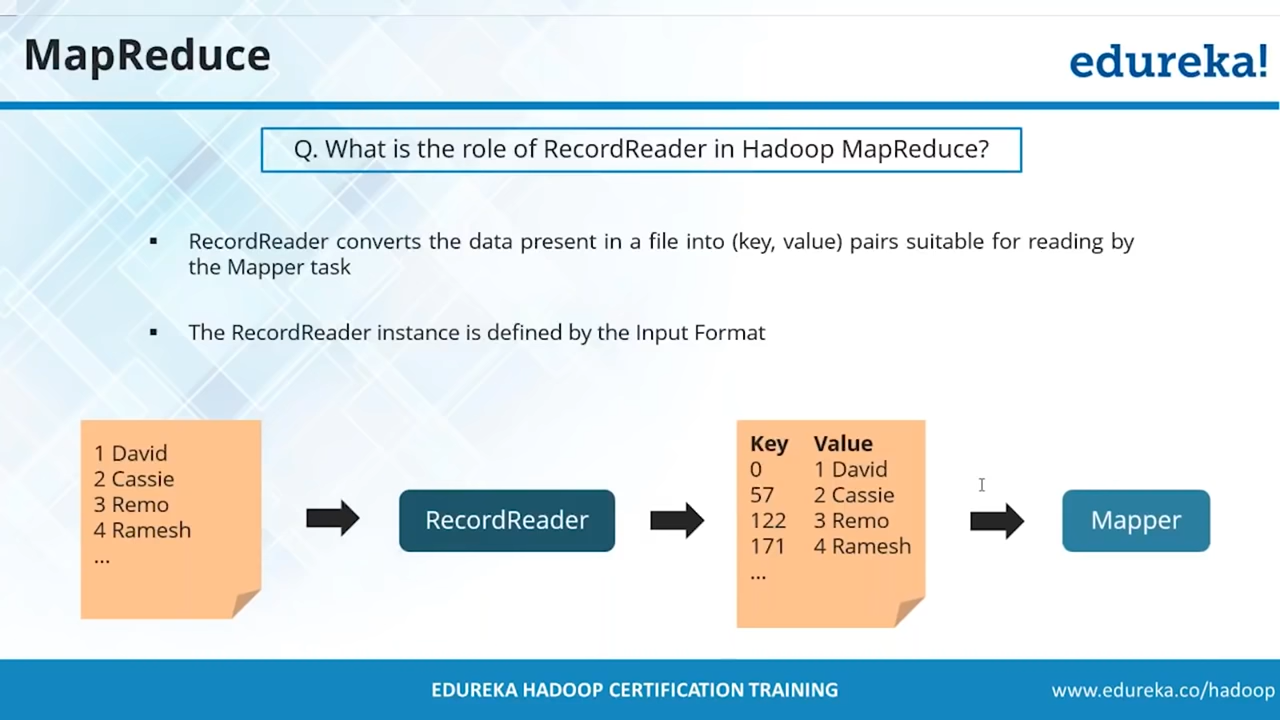 MapReduce
edureka!
Q. What is the role of RecordReader in Hadoop MapReduce?
▪ RecordReader converts the data present in a file into (key, value) pairs suitable for reading by
the Mapper task
▪ The RecordReader instance is defined by the Input Format
1 David
2 Cassie
3 Remo
4 Ramesh
...
RecordReader
Key Value
0 1 David
57 2 Cassie
122 3 Remo
171 4 Ramesh
...
Mapper
EDUREKA HADOOP CERTIFICATION TRAINING
www.edureka.co/hadoop